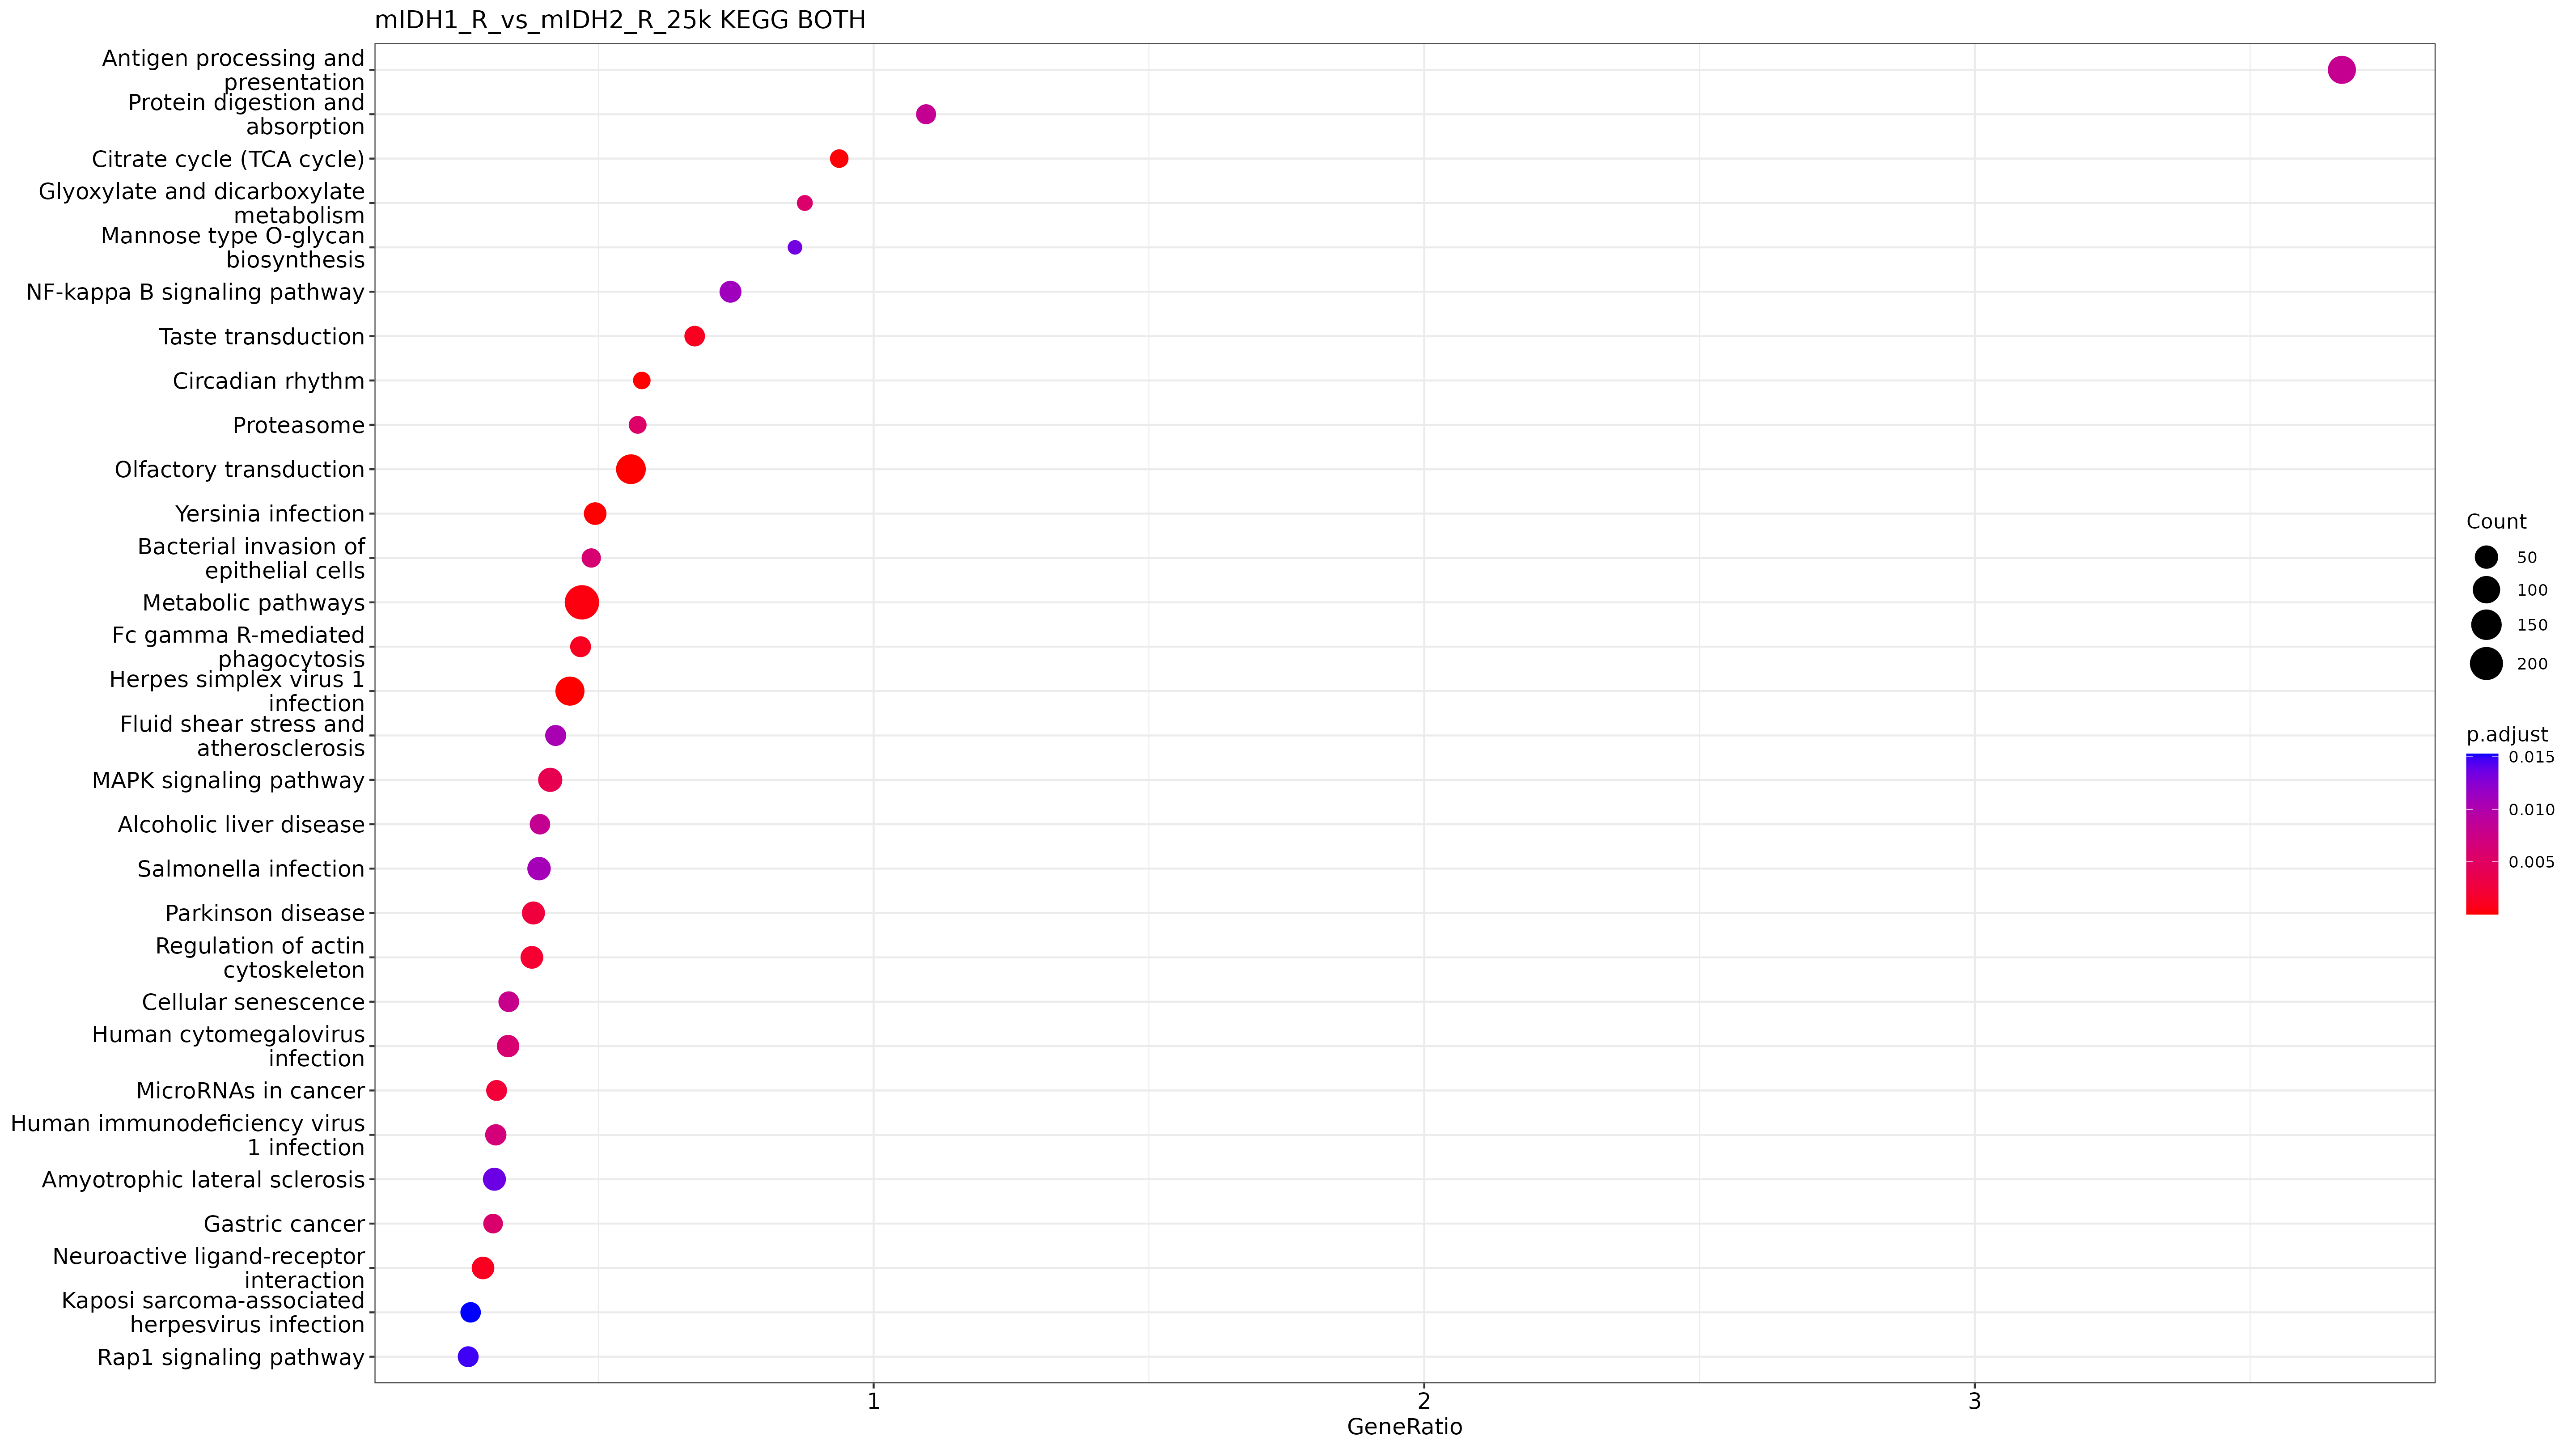 mIDH1_R_vs_mIDH2_R_25k KEGG BOTH
Antigen processing and
presentation
Protein digestion and
absorption
Citrate cycle (TCA cycle)
Glyoxylate and dicarboxylate
metabolism
Mannose type O-glycan
biosynthesis
NF-kappa B signaling pathway
Taste transduction
Circadian rhythm
Proteasome
Olfactory transduction
Yersinia infection
Bacterial invasion of
epithelial cells
Metabolic pathways
Fc gamma R-mediated
phagocytosis
Herpes simplex virus 1
infection
Fluid shear stress and
atherosclerosis
MAPK signaling pathway
Alcoholic liver disease
Salmonella infection
Parkinson disease
Regulation of actin
cytoskeleton
Cellular senescence
Human cytomegalovirus
infection
MicroRNAs in cancer
Human immunodeficiency virus
1 infection
Amyotrophic lateral sclerosis
Gastric cancer
Neuroactive ligand-receptor
interaction
Kaposi sarcoma-associated
herpesvirus infection
Rap1 signaling pathway
1 2 3
GeneRatio
Count
50
100
150
200
p.adjust
0.015
0.010
0.005